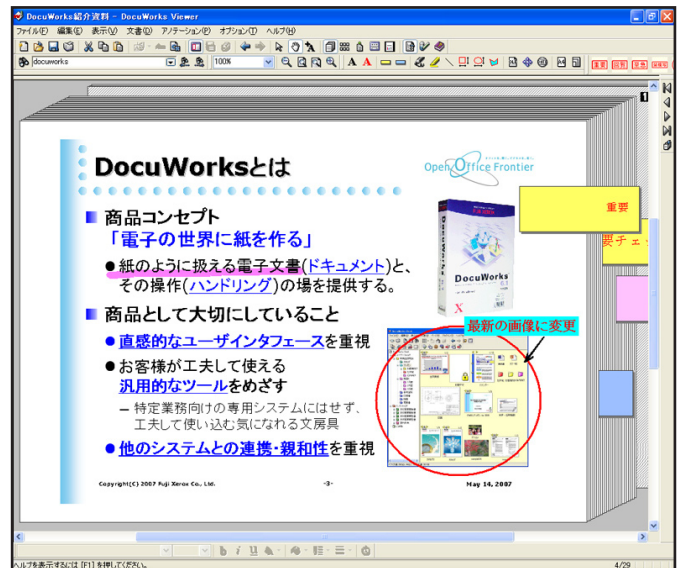 DocuWorks紹介資料 - DocuWorks Viewer
ファイル(F) 編集(E) 表示(V) 文書(D) アノテーション(P) オプション(T) ヘルプ(H)
docuworks 100%
1
DocuWorksとは
Open Office Frontier
商品コンセプト
「電子の世界に紙を作る」
●紙のように扱える電子文書(ドキュメント)と、
その操作(ハンドリング)の場を提供する。
商品として大切にしていること
●直感的なユーザインタフェースを重視
●お客様が工夫して使える
汎用的なツールをめざす
– 特定業務向けの専用システムにはせず、
工夫して使い込む気になれる文房具
●他のシステムとの連携・親和性を重視
重要
要チェッ
DocuWorks
最新の画像に変更
Copyright(C) 2007 Fuji Xerox Co., Ltd.
-3-
May 14, 2007
ヘルプを表示するには [F1] を押してください。
4/29